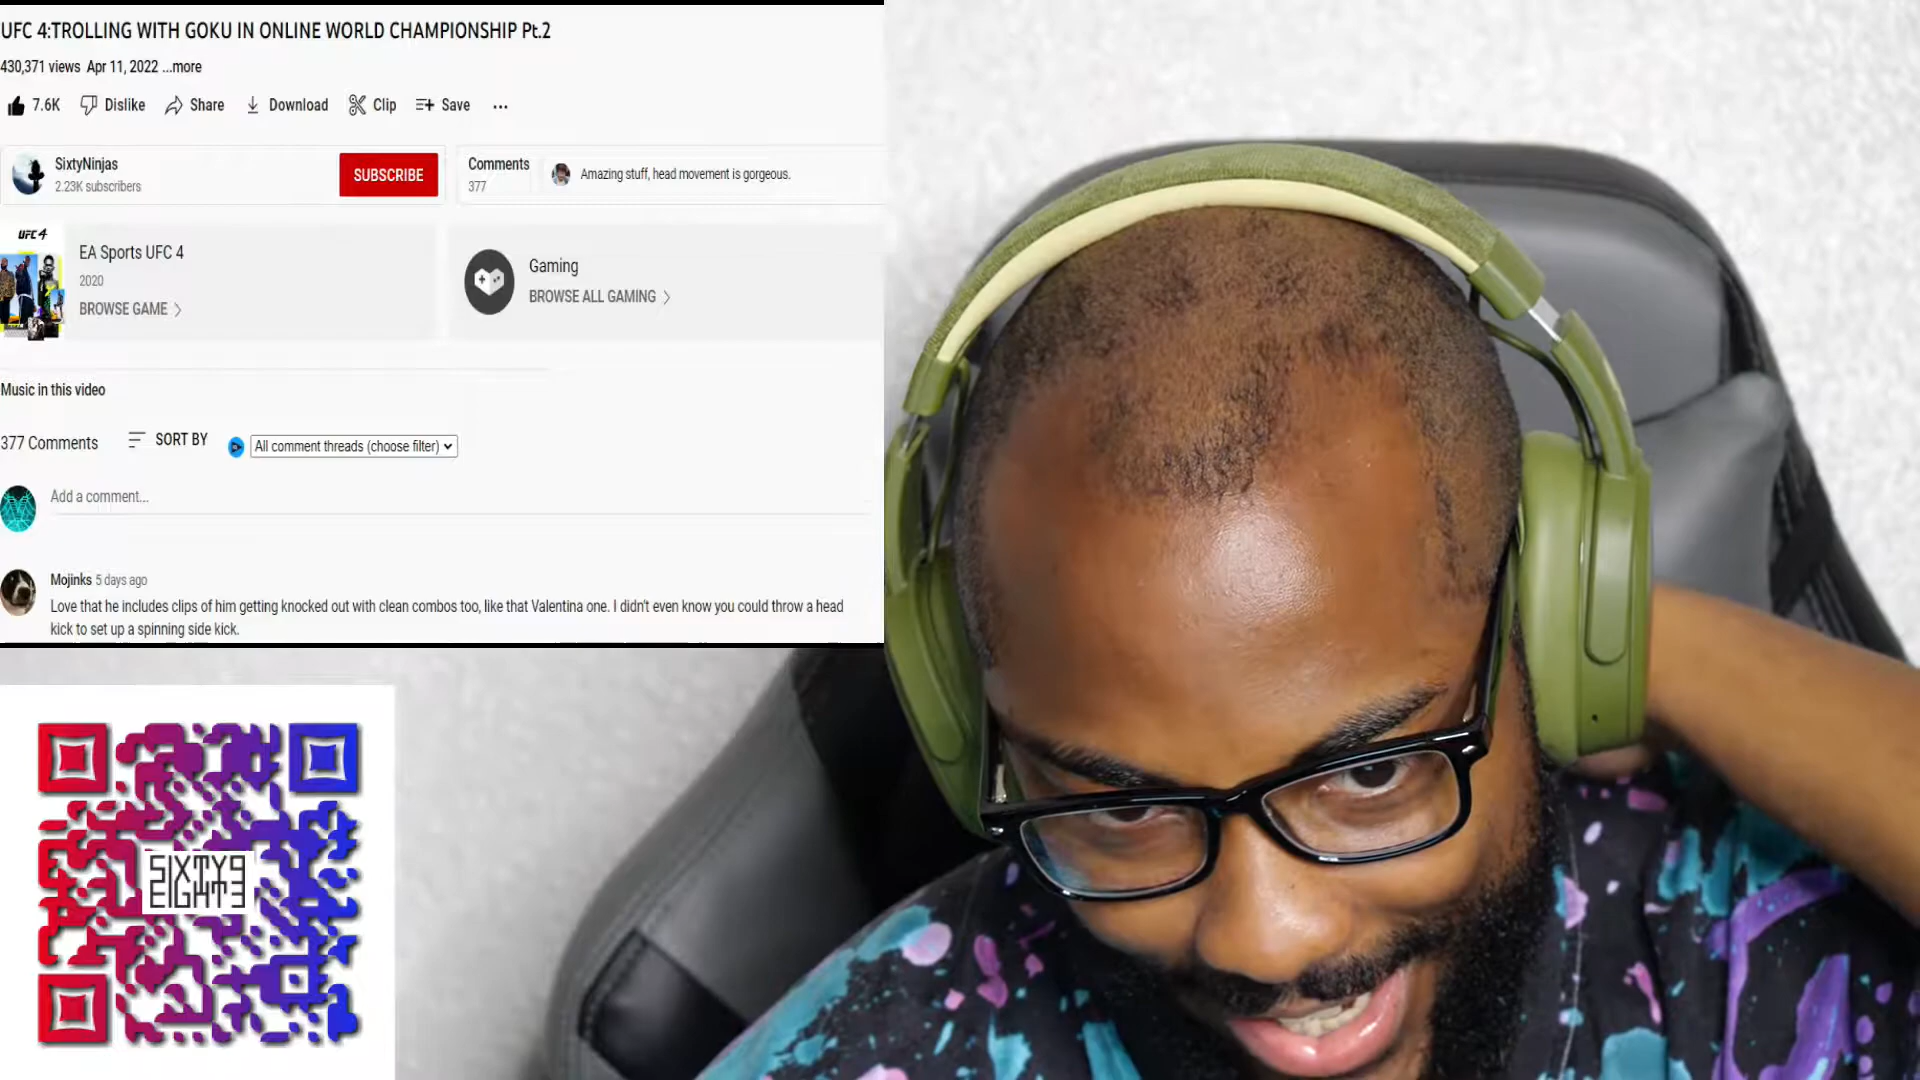 UFC 4:TROLLING WITH GOKU IN ONLINE WORLD CHAMPIONSHIP Pt.2
430,371 views Apr 11, 2022 ...more
7.6K Dislike Share Download Clip Save ...
SixtyNinjas
2.23K subscribers
SUBSCRIBE
Comments
377
Amazing stuff, head movement is gorgeous.
UFC 4
EA Sports UFC 4
2020
BROWSE GAME
Gaming
BROWSE ALL GAMING
Music in this video
377 Comments SORT BY All comment threads (choose filter)
Add a comment...
Mojinks 5 days ago
Love that he includes clips of him getting knocked out with clean combos too, like that Valentina one. I didn't even know you could throw a head
kick to set up a spinning side kick.
SIXTY9
EIGHT3